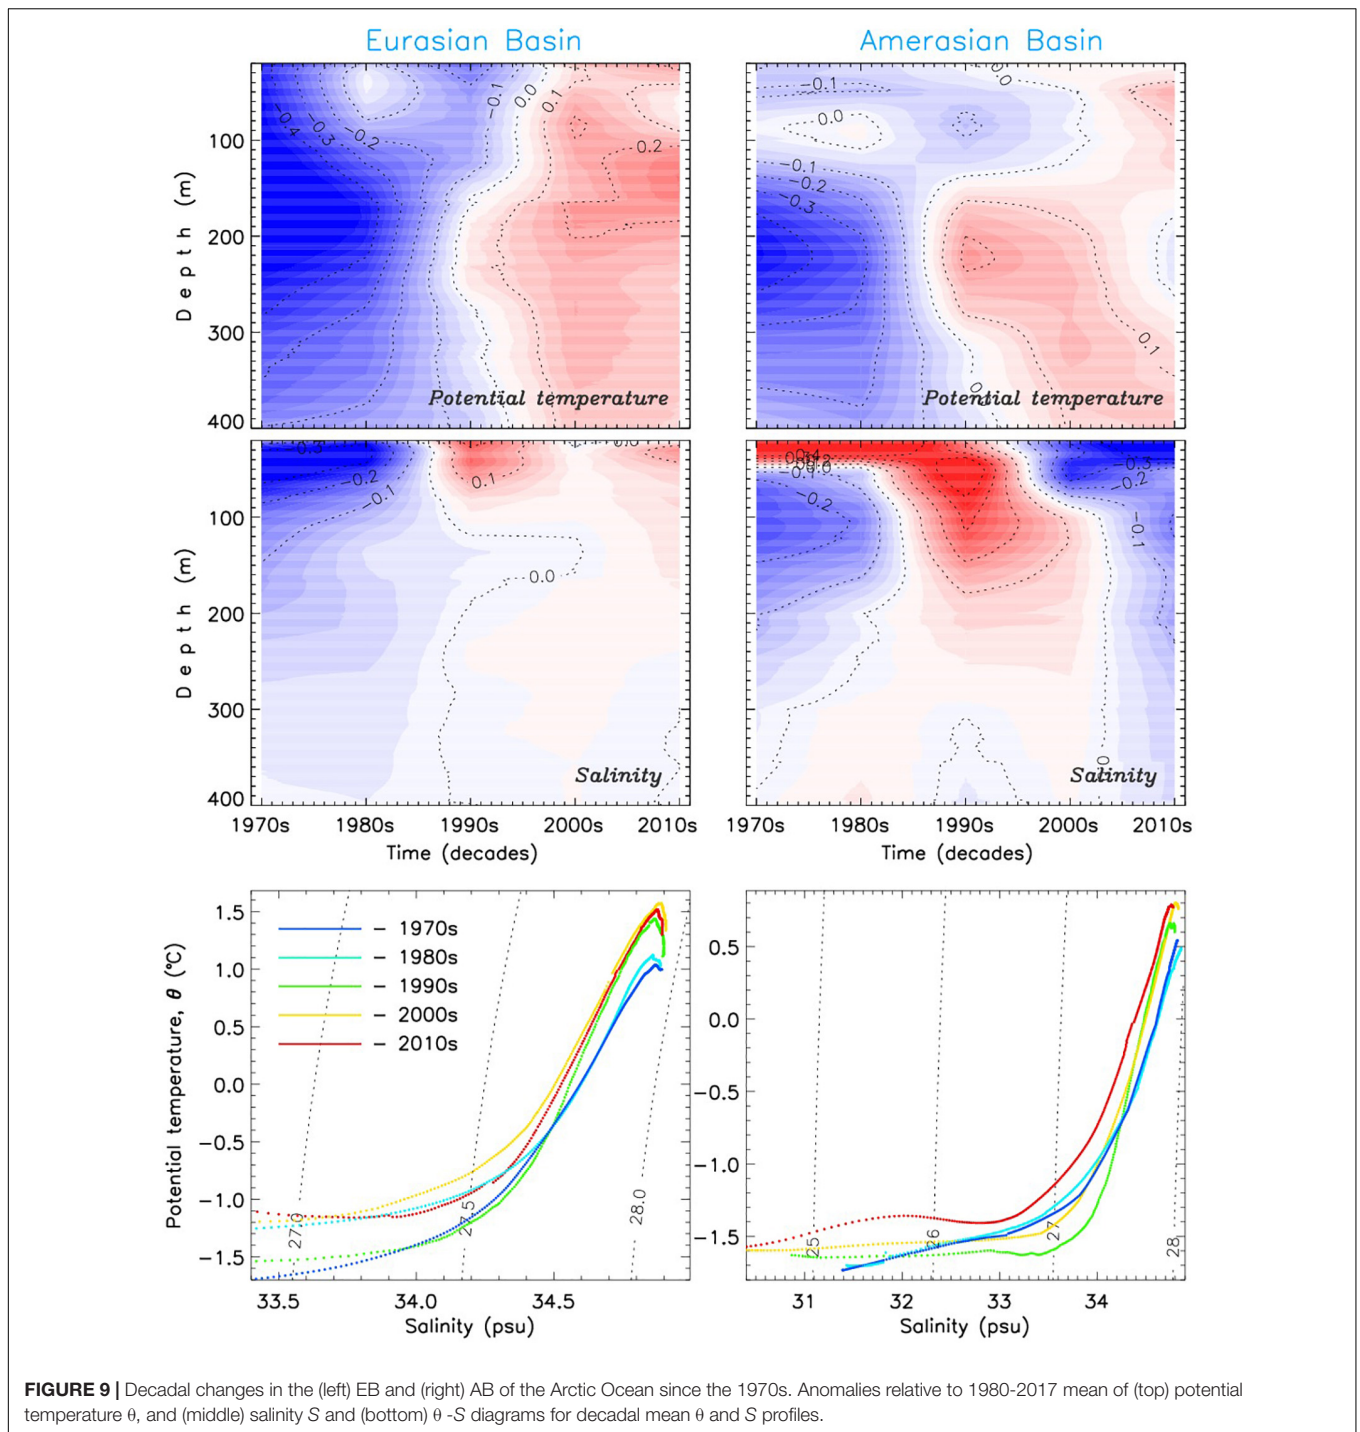 Eurasian Basin
Amerasian Basin
Depth (m)
100
200
300
400
-0.4
-0.3
-0.2
-0.1
0.0
0.1
0.2
Potential temperature
-0.1
0.0
0.0
-0.1
-0.2
-0.3
0.1
Potential temperature
Depth (m)
100
200
300
400
-0.3
-0.2
-0.1
0.1
0.0
Salinity
-0.2
-0.3
-0.2
-0.1
Salinity
1970s 1980s 1990s 2000s 2010s
Time (decades)
1970s 1980s 1990s 2000s 2010s
Time (decades)
Potential temperature, θ (°C)
1.5
1.0
0.5
0.0
-0.5
-1.0
-1.5
- 1970s
- 1980s
- 1990s
- 2000s
- 2010s
27.0
27.5
28.0
33.5 34.0 34.5
Salinity (psu)
0.5
0.0
-0.5
-1.0
-1.5
25
26
27
28
31 32 33 34
Salinity (psu)
FIGURE 9 | Decadal changes in the (left) EB and (right) AB of the Arctic Ocean since the 1970s. Anomalies relative to 1980-2017 mean of (top) potential
temperature θ, and (middle) salinity S and (bottom) θ -S diagrams for decadal mean θ and S profiles.